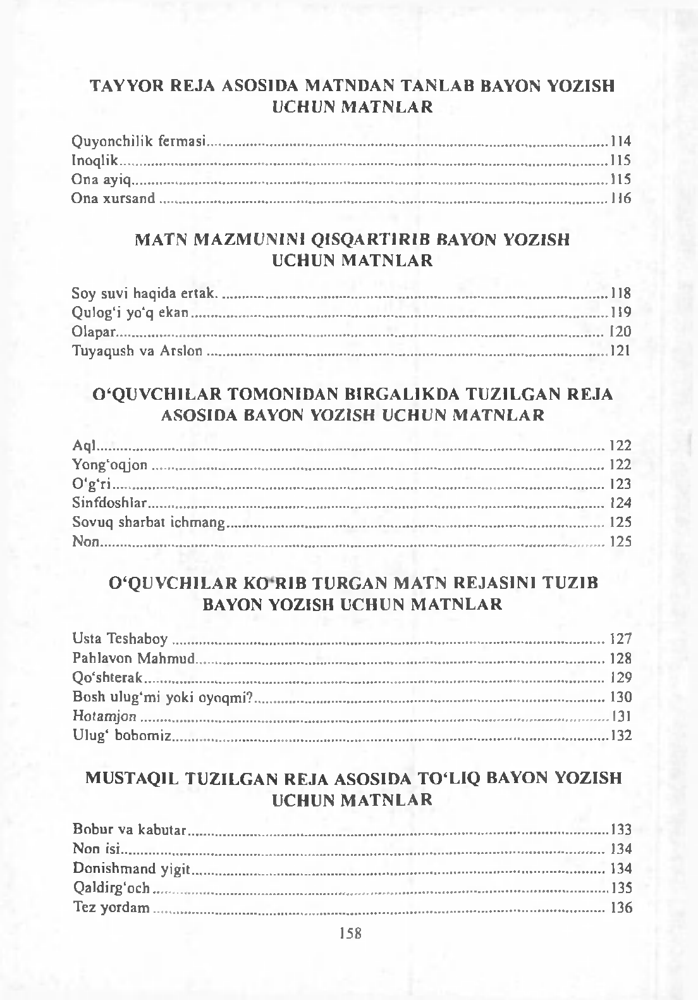 TAYYOR REJA ASOSIDA MATNDAN TANLAB BAYON YOZISH
UCHUN MATNLAR
Quyonchilik fermasi....................114
Inoqlik....................115
Ona ayiq....................115
Ona xursand....................116
MATN MAZMUNINI QISQARTIRIB BAYON YOZISH
UCHUN MATNLAR
Soy suvi haqida ertak.....................118
Qulog‘i yo‘q ekan....................119
Olapar....................120
Tuyaqush va Arslon....................121
O‘QUVCHILAR TOMONIDAN BIRGALIKDA TUZILGAN REJA
ASOSIDA BAYON YOZISH UCHUN MATNLAR
Aql....................122
Yong‘oqjon....................122
O‘g‘ri....................123
Sinfdoshlar....................124
Sovuq sharbat ichmang....................125
Non....................125
O‘QUVCHILAR KO‘RIB TURGAN MATN REJASINI TUZIB
BAYON YOZISH UCHUN MATNLAR
Usta Teshaboy....................127
Pahlavon Mahmud....................128
Qo‘shterak....................129
Bosh ulug‘mi yoki oyoqmi?....................130
Hotamjon....................131
Ulug‘ bobomiz....................132
MUSTAQIL TUZILGAN REJA ASOSIDA TO‘LIQ BAYON YOZISH
UCHUN MATNLAR
Bobur va kabutar....................133
Non isi....................134
Donishmand yigit....................134
Qaldirg‘och....................135
Tez yordam....................136
158